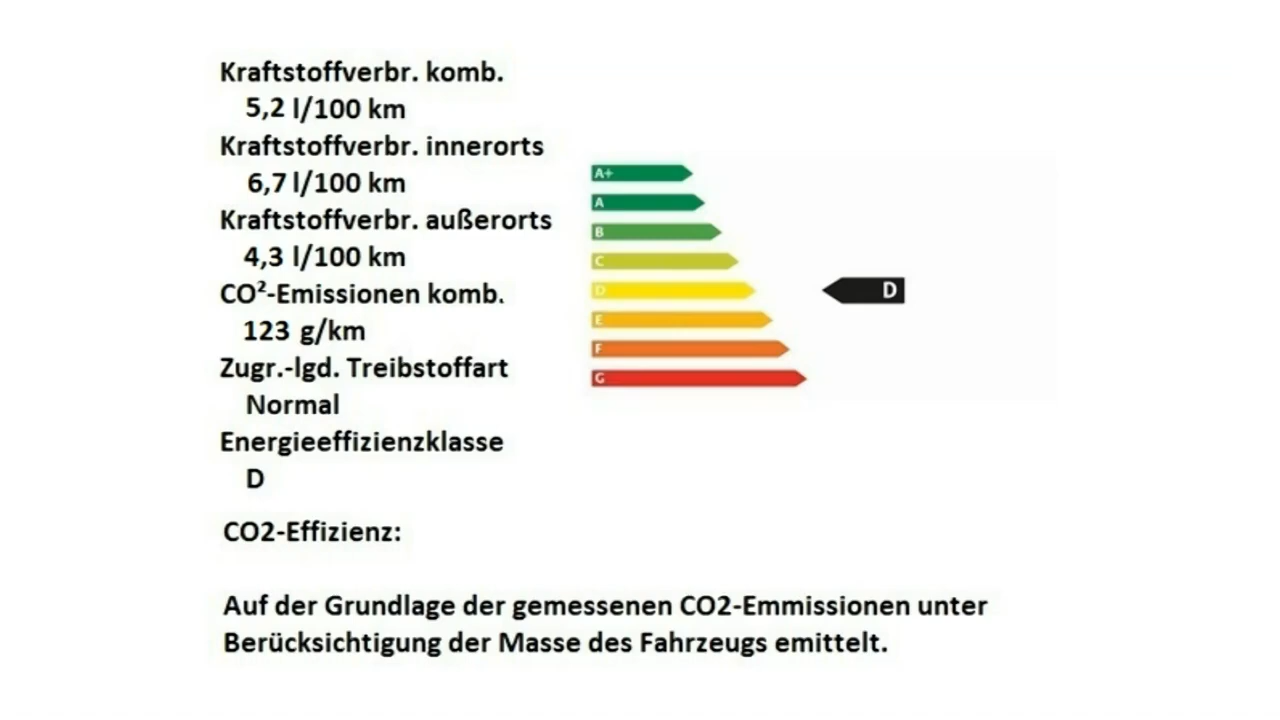 Kraftstoffverbr. komb.
5,2 l/100 km
Kraftstoffverbr. innerorts
6,7 l/100 km
Kraftstoffverbr. außerorts
4,3 l/100 km
CO²-Emissionen komb.
123 g/km
Zugr.-lgd. Treibstoffart
Normal
Energieeffizienzklasse
D
A+
A
B
C
D
E
F
G
D
CO2-Effizienz:
Auf der Grundlage der gemessenen CO2-Emmissionen unter
Berücksichtigung der Masse des Fahrzeugs emittelt.